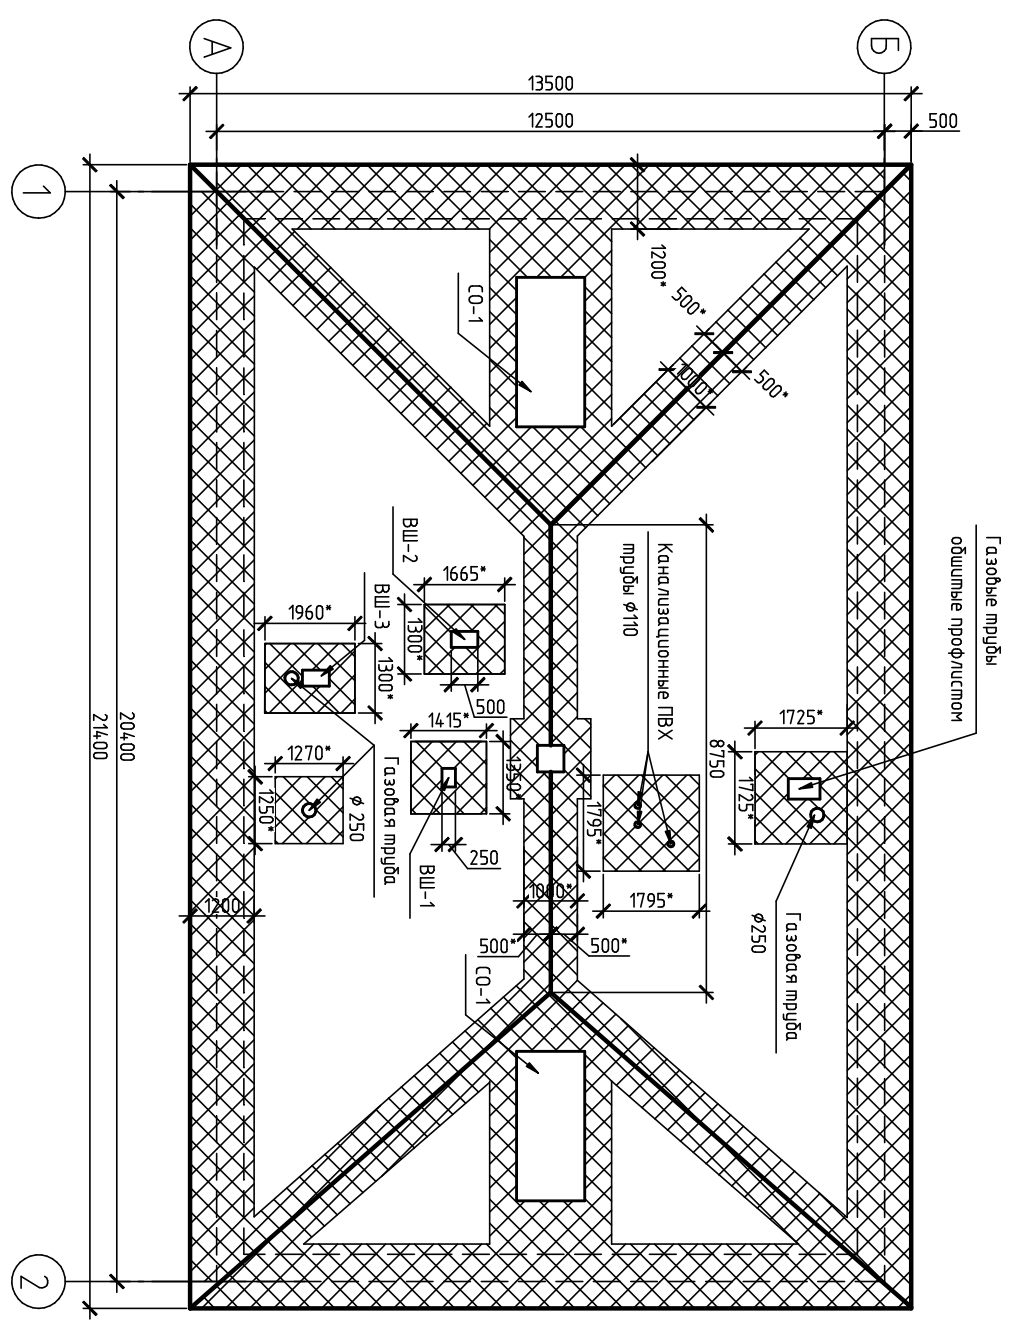 А
Б
13500
12500
500
1
1200*
500*
500*
1000*
СО-1
Газовые трубы
обшитые профлистом
Канализационные ПВХ
трубы ϕ110
ВШ-2
1665*
1300*
500
ВШ-3
1960*
1300*
1725*
1725*
8750
1415*
1350*
1795*
1795*
1270*
1250*
ϕ 250
Газовая труба
ВШ-1
250
20400
21400
1200
1000*
500*
500*
Газовая труба
ϕ250
СО-1
2